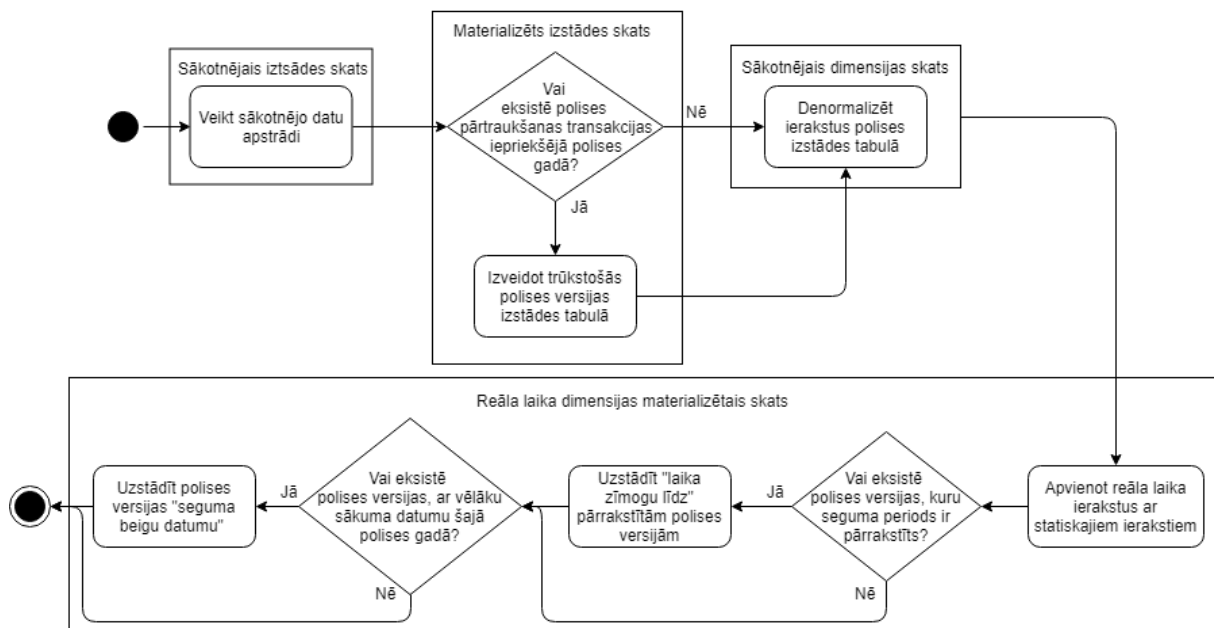 Sākotnējais iztsādes skats
Veikt sākotnējo datu
apstrādi
Materializēts izstādes skats
Vai
eksistē polises
pārtraukšanas transakcijas
iepriekšējā polises
gadā?
Nē
Jā
Izveidot trūkstošās
polises versijas
izstādes tabulā
Sākotnējais dimensijas skats
Denormalizēt
ierakstus polises
izstādes tabulā
Reāla laika dimensijas materializētais skats
Apvienot reāla laika
ierakstus ar
statiskajiem ierakstiem
Vai eksistē
polises versijas, kuru
seguma periods ir
pārrakstīts?
Jā
Nē
Uzstādīt "laika
zīmogu līdz"
pārrakstītām polises
versijām
Vai eksistē
polises versijas, ar vēlāku
sākuma datumu šajā
polises gadā?
Jā
Nē
Uzstādīt polises
versijas "seguma
beigu datumu"